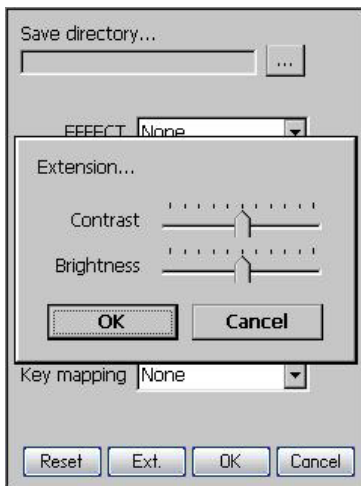 Save directory...
...
EFFECT None
Extension...
Contrast
Brightness
OK Cancel
Key mapping None
Reset Ext. OK Cancel